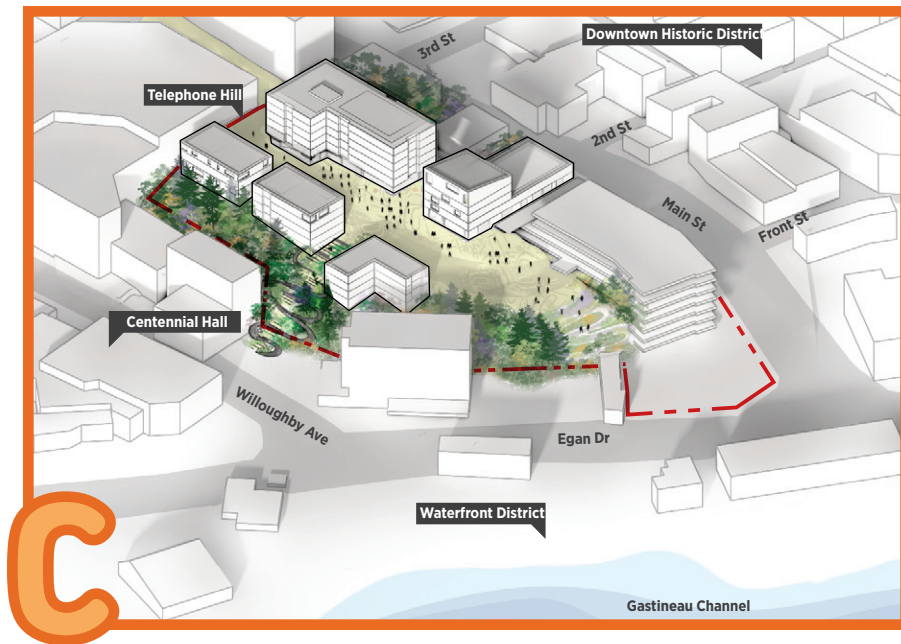 3rd St
Downtown Historic District
Telephone Hill
2nd St
Main St
Front St
Centennial Hall
Willoughby Ave
Egan Dr
Waterfront District
C
Gastineau Channel